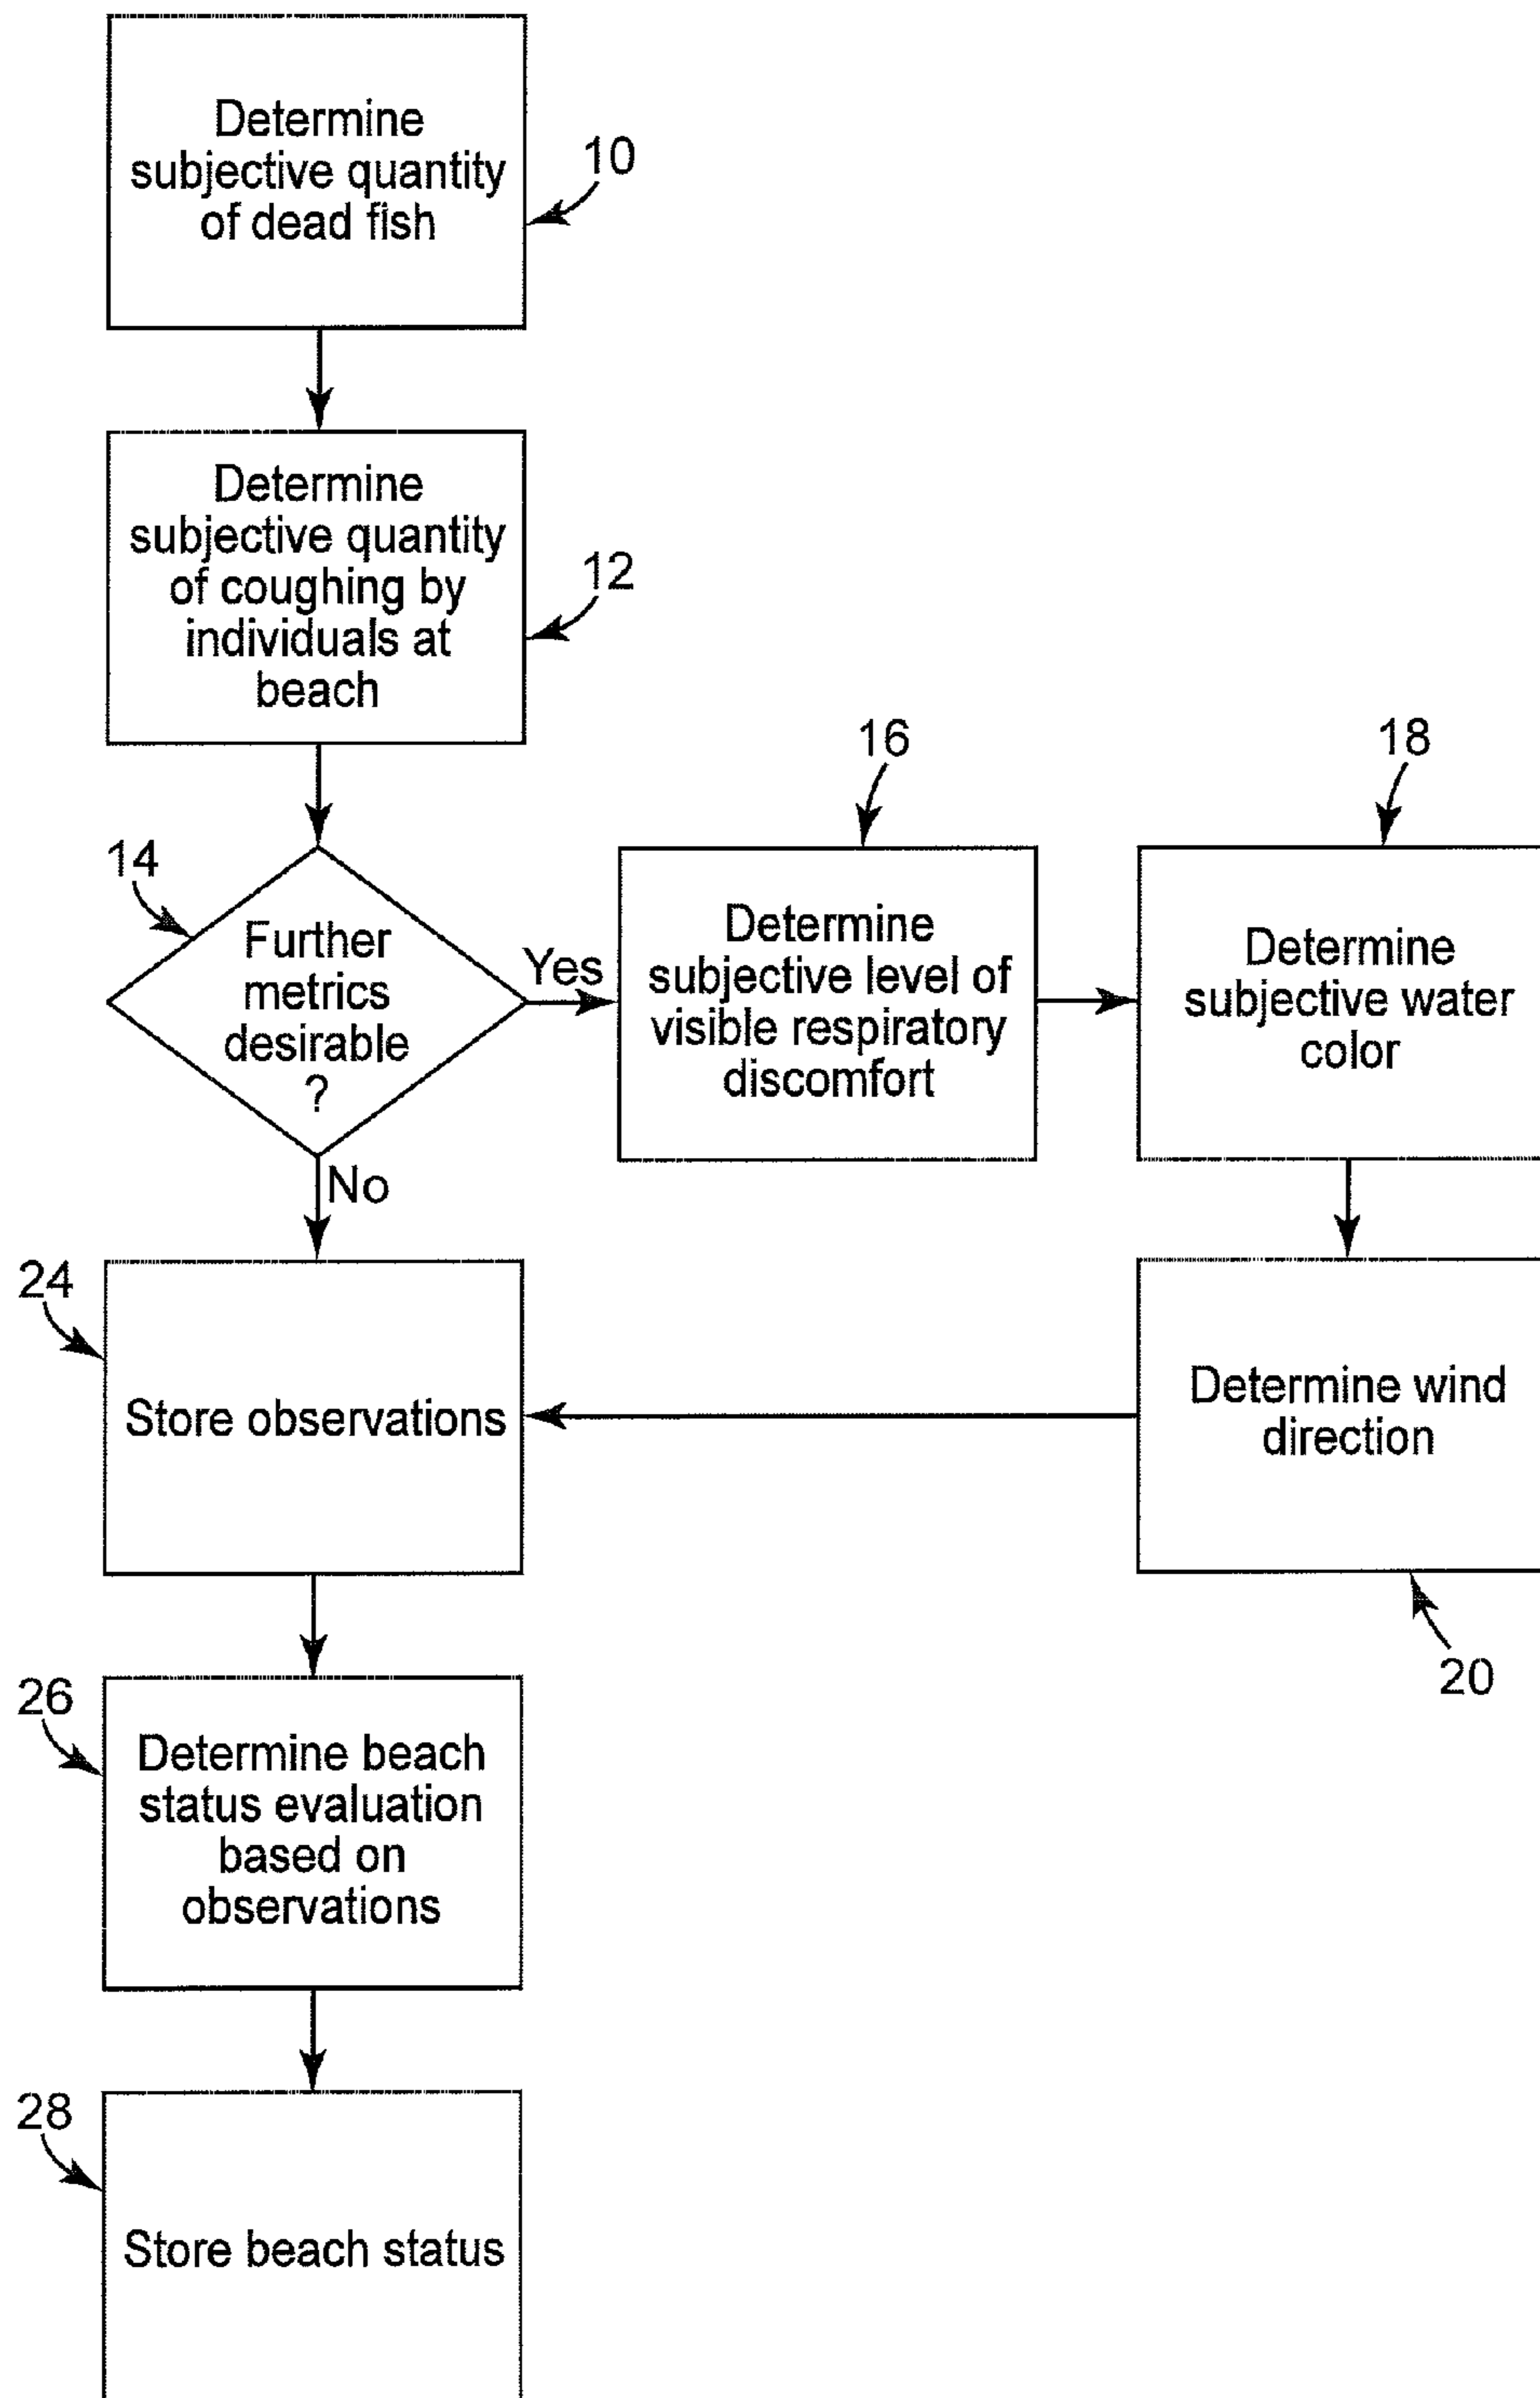 Determine
subjective quantity
of dead fish
10
Determine
subjective quantity
of coughing by
individuals at
beach
12
14
Further
metrics
desirable
?
Yes
No
16
Determine
subjective level of
visible respiratory
discomfort
18
Determine
subjective water
color
Determine wind
direction
20
24
Store observations
26
Determine beach
status evaluation
based on
observations
28
Store beach status